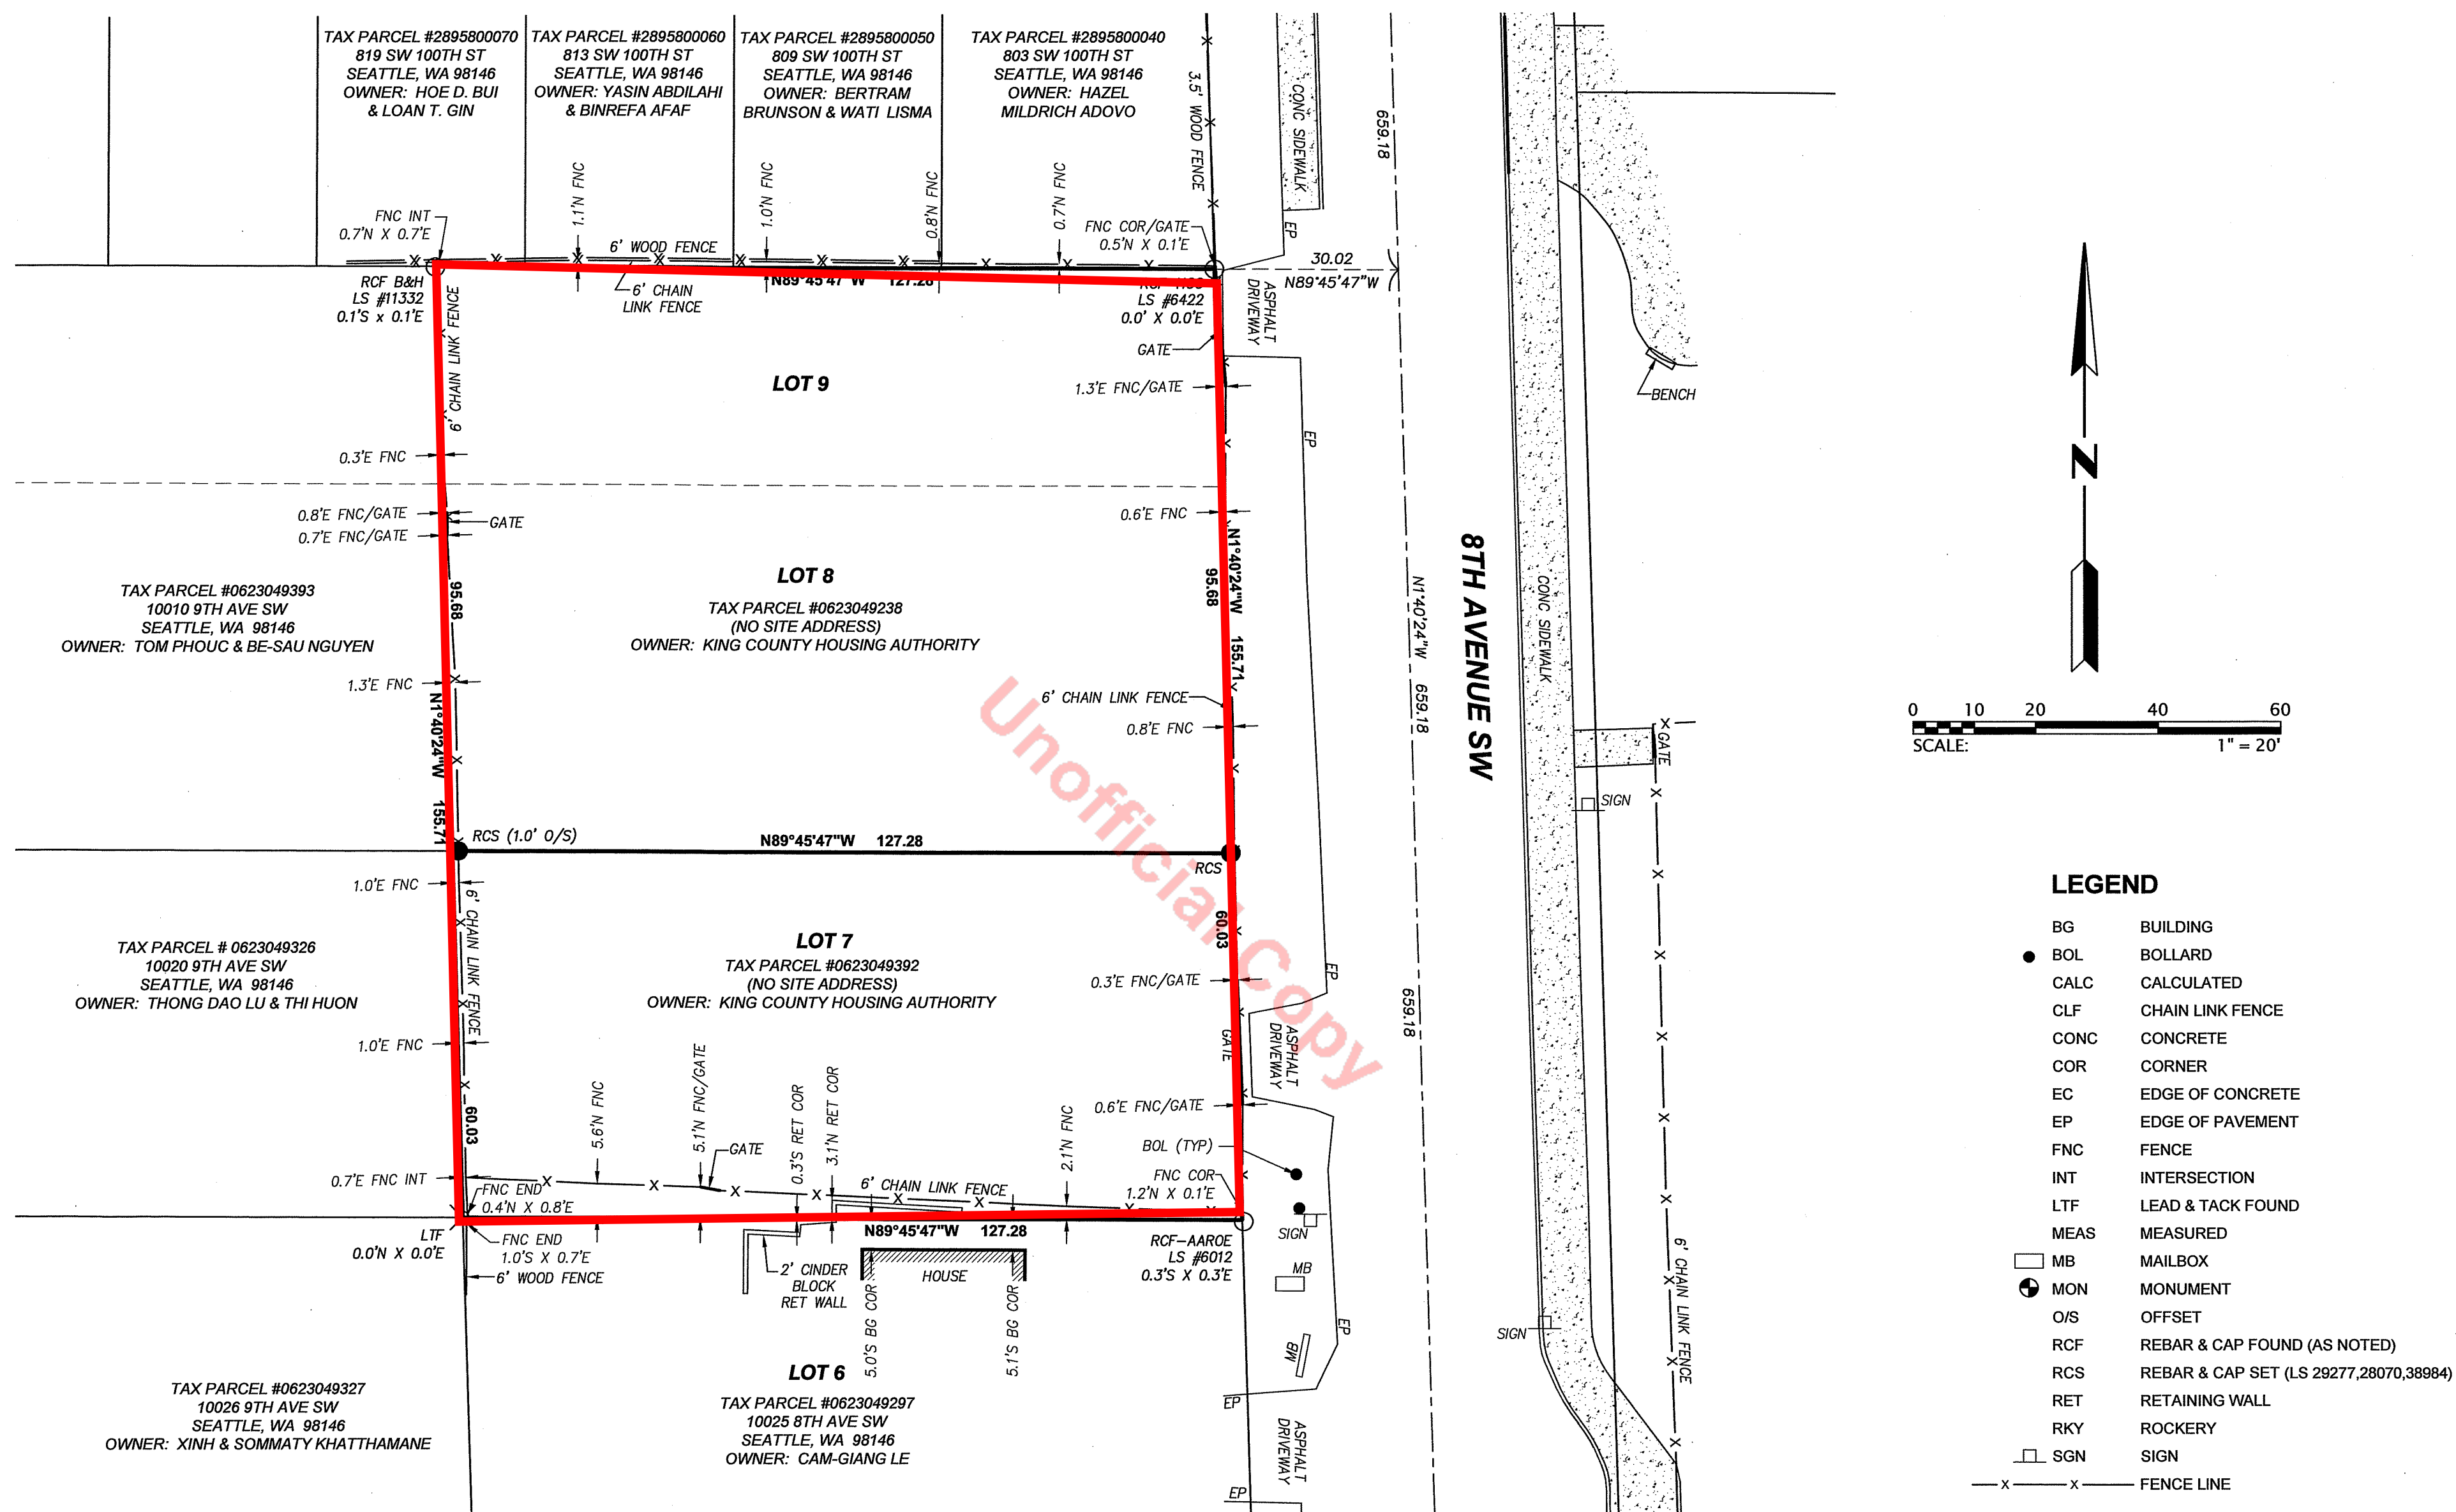 TAX PARCEL #2895800070
819 SW 100TH ST
SEATTLE, WA 98146
OWNER: HOE D. BUI
& LOAN T. GIN
TAX PARCEL #2895800060
813 SW 100TH ST
SEATTLE, WA 98146
OWNER: YASIN ABDILAHI
& BINREFA AFAF
TAX PARCEL #2895800050
809 SW 100TH ST
SEATTLE, WA 98146
OWNER: BERTRAM
BRUNSON & WATI LISMA
TAX PARCEL #2895800040
803 SW 100TH ST
SEATTLE, WA 98146
OWNER: HAZEL
MILDRICH ADOVO
3.5' WOOD FENCE
CONC SIDEWALK
659.18
FNC INT
0.7'N X 0.7'E
1.1'N FNC
6' WOOD FENCE
1.0'N FNC
0.8'N FNC
0.7'N FNC
FNC COR/GATE
0.5'N X 0.1'E
EP
30.02
N89°45'47"W
RCF B&H
LS #11332
0.1'S x 0.1'E
6' CHAIN LINK FENCE
6' CHAIN
LINK FENCE
N89°45'47"W 127.28
LS #6422
0.0' X 0.0'E
ASPHALT
DRIVEWAY
GATE
LOT 9
1.3'E FNC/GATE
BENCH
EP
0.3'E FNC
0.8'E FNC/GATE
GATE
0.7'E FNC/GATE
0.6'E FNC
N
LOT 8
TAX PARCEL #0623049238
(NO SITE ADDRESS)
OWNER: KING COUNTY HOUSING AUTHORITY
TAX PARCEL #0623049393
10010 9TH AVE SW
SEATTLE, WA 98146
OWNER: TOM PHOUC & BE-SAU NGUYEN
95.68
N1°40'24"W 155.71
95.68
N1°40'24"W 155.71
N1°40'24"W 659.18
8TH AVENUE SW
CONC SIDEWALK
1.3'E FNC
6' CHAIN LINK FENCE
0.8'E FNC
Unofficial Copy
GATE
SIGN
0 10 20 40 60
SCALE: 1" = 20'
RCS (1.0' O/S)
N89°45'47"W 127.28
RCS
1.0'E FNC
6' CHAIN LINK FENCE
60.03
LOT 7
TAX PARCEL #0623049392
(NO SITE ADDRESS)
OWNER: KING COUNTY HOUSING AUTHORITY
TAX PARCEL # 0623049326
10020 9TH AVE SW
SEATTLE, WA 98146
OWNER: THONG DAO LU & THI HUON
0.3'E FNC/GATE
EP
659.18
1.0'E FNC
GATE
ASPHALT
DRIVEWAY
60.03
5.6'N FNC
5.1'N FNC/GATE
GATE
0.3'S RET COR
3.1'N RET COR
2.1'N FNC
0.6'E FNC/GATE
BOL (TYP)
0.7'E FNC INT
FNC END
0.4'N X 0.8'E
6' CHAIN LINK FENCE
FNC COR
1.2'N X 0.1'E
LTF
0.0'N X 0.0'E
FNC END
1.0'S X 0.7'E
6' WOOD FENCE
N89°45'47"W 127.28
2' CINDER
BLOCK
RET WALL
HOUSE
5.0'S BG COR
5.1'S BG COR
RCF-AAROE
LS #6012
0.3'S X 0.3'E
SIGN
MB
MB
EP
SIGN
6' CHAIN LINK FENCE
TAX PARCEL #0623049327
10026 9TH AVE SW
SEATTLE, WA 98146
OWNER: XINH & SOMMATY KHATTHAMANE
LOT 6
TAX PARCEL #0623049297
10025 8TH AVE SW
SEATTLE, WA 98146
OWNER: CAM-GIANG LE
EP
ASPHALT
DRIVEWAY
EP
LEGEND
BG BUILDING
BOL BOLLARD
CALC CALCULATED
CLF CHAIN LINK FENCE
CONC CONCRETE
COR CORNER
EC EDGE OF CONCRETE
EP EDGE OF PAVEMENT
FNC FENCE
INT INTERSECTION
LTF LEAD & TACK FOUND
MEAS MEASURED
MB MAILBOX
MON MONUMENT
O/S OFFSET
RCF REBAR & CAP FOUND (AS NOTED)
RCS REBAR & CAP SET (LS 29277,28070,38984)
RET RETAINING WALL
RKY ROCKERY
SGN SIGN
FENCE LINE